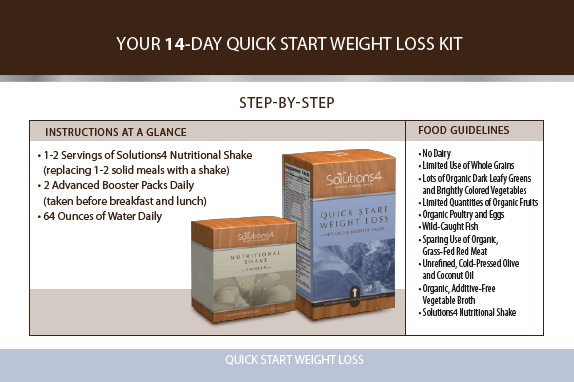 YOUR 14-DAY QUICK START WEIGHT LOSS KIT
STEP-BY-STEP
INSTRUCTIONS AT A GLANCE
• 1-2 Servings of Solutions4 Nutritional Shake
(replacing 1-2 solid meals with a shake)
• 2 Advanced Booster Packs Daily
(taken before breakfast and lunch)
• 64 Ounces of Water Daily
Solutions4
NUTRITIONAL
SHAKE
Solutions4
QUICK START
WEIGHT LOSS
28
FOOD GUIDELINES
• No Dairy
• Limited Use of Whole Grains
• Lots of Organic Dark Leafy Greens
and Brightly Colored Vegetables
• Limited Quantities of Organic Fruits
• Organic Poultry and Eggs
• Wild-Caught Fish
• Sparing Use of Organic,
Grass-Fed Red Meat
• Unrefined, Cold-Pressed Olive
and Coconut Oil
• Organic, Additive-Free
Vegetable Broth
• Solutions4 Nutritional Shake
QUICK START WEIGHT LOSS